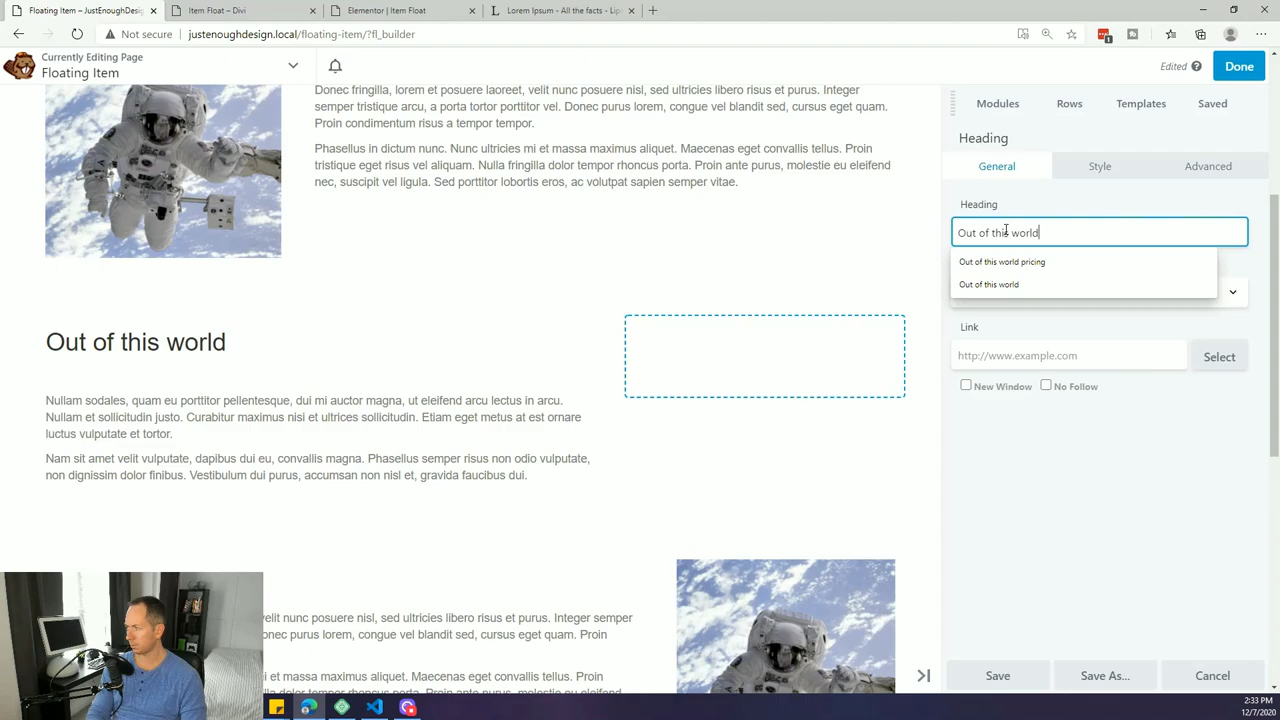 Floating Item – JustEnoughDesig
Item Float – Divi
Elementor | Item Float
Lorem Ipsum - All the facts - Lip
Not secure
justenoughdesign.local/floating-item/?fl_builder
Currently Editing Page
Floating Item
Edited
Done
Donec fringilla, lorem et posuere laoreet, velit nunc posuere nisl, sed ultricies libero risus et purus. Integer
semper tristique arcu, a porta tortor porttitor vel. Donec purus lorem, congue vel blandit sed, cursus eget quam.
Proin condimentum risus a tempor tempor.
Phasellus in dictum nunc. Nunc ultricies mi et massa maximus aliquet. Maecenas eget convallis tellus. Proin
tristique eget risus vel aliquam. Nulla fringilla dolor tempor rhoncus porta. Proin ante purus, molestie eu eleifend
nec, suscipit vel ligula. Sed porttitor lobortis eros, ac volutpat sapien semper vitae.
Out of this world
Nullam sodales, quam eu porttitor pellentesque, dui mi auctor magna, ut eleifend arcu lectus in arcu.
Nullam et sollicitudin justo. Curabitur maximus nisi et ultrices sollicitudin. Etiam eget metus at est ornare
luctus vulputate et tortor.
Nam sit amet velit vulputate, dapibus dui eu, convallis magna. Phasellus semper risus non odio vulputate,
non dignissim dolor finibus. Vestibulum dui purus, accumsan non nisl et, gravida faucibus dui.
velit nunc posuere nisl, sed ultricies libero risus et purus. Integer semper
onec purus lorem, congue vel blandit sed, cursus eget quam. Proin
i et massa maximus aliquet. Maecenas eget convallis tellus. Proin
Modules
Rows
Templates
Saved
Heading
General
Style
Advanced
Heading
Out of this world
Out of this world pricing
Out of this world
Link
http://www.example.com
Select
New Window
No Follow
Save
Save As...
Cancel
2:33 PM
12/7/2020